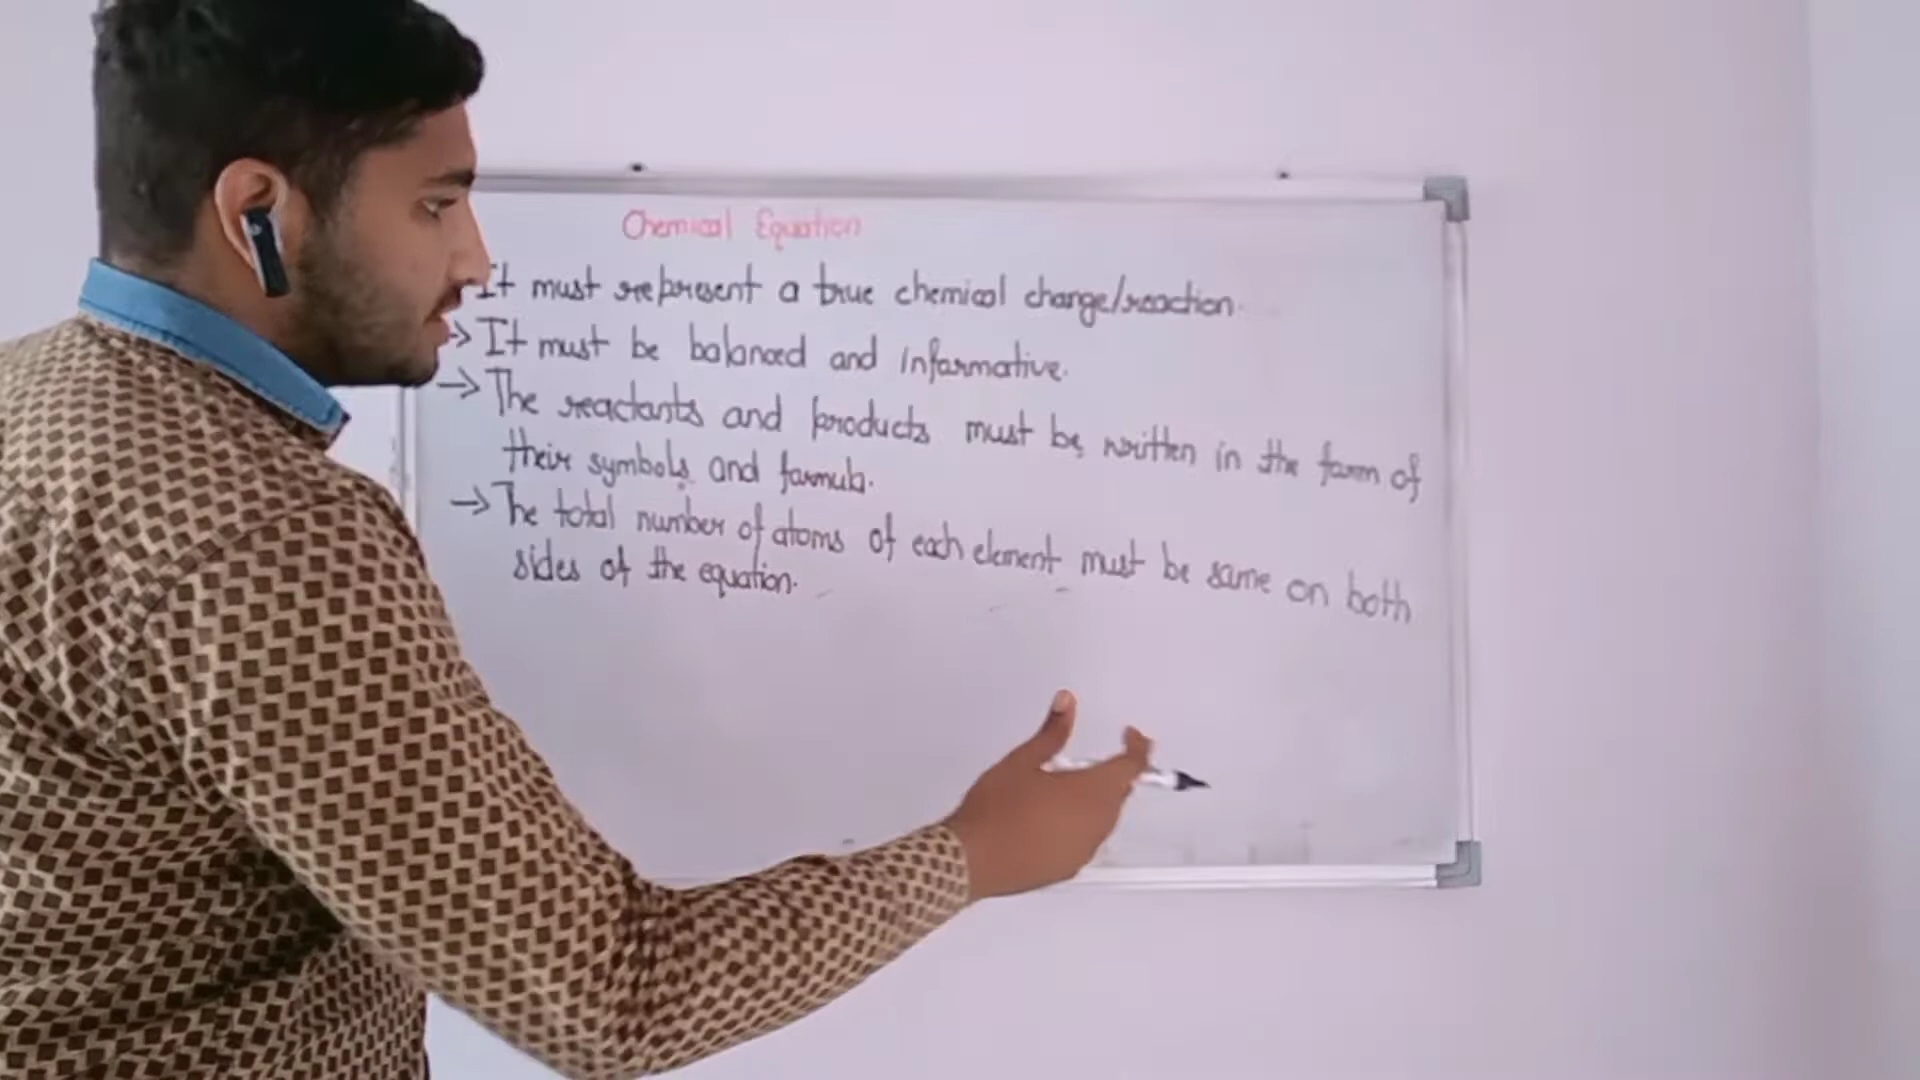 Chemical Equation
It must represent a true chemical change/reaction.
→ It must be balanced and informative.
→ The reactants and products must be written in the form of
their symbols and formula.
→ The total number of atoms of each element must be same on both
sides of the equation.